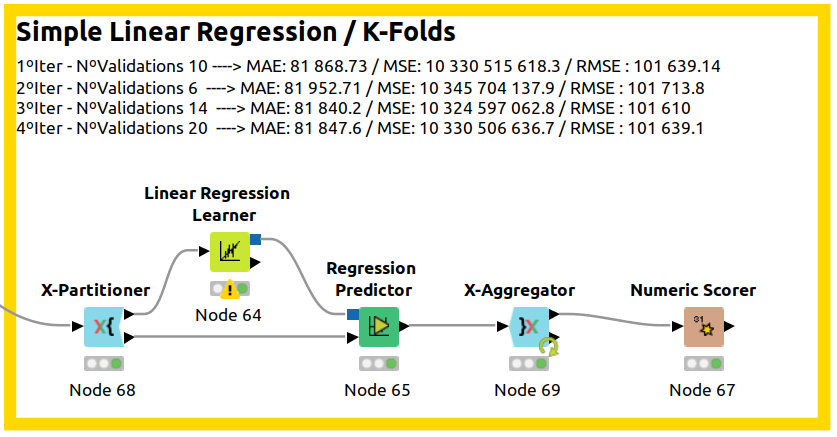 Simple Linear Regression / K-Folds
1ºIter - NºValidations 10 ----> MAE: 81 868.73 / MSE: 10 330 515 618.3 / RMSE : 101 639.14
2ºIter - NºValidations 6 ----> MAE: 81 952.71 / MSE: 10 345 704 137.9 / RMSE : 101 713.8
3ºIter - NºValidations 14 ----> MAE: 81 840.2 / MSE: 10 324 597 062.8 / RMSE : 101 610
4ºIter - NºValidations 20 ----> MAE: 81 847.6 / MSE: 10 330 506 636.7 / RMSE : 101 639.1
Linear Regression
Learner
Node 64
X-Partitioner
Node 68
Regression
Predictor
Node 65
X-Aggregator
Node 69
Numeric Scorer
31
Node 67